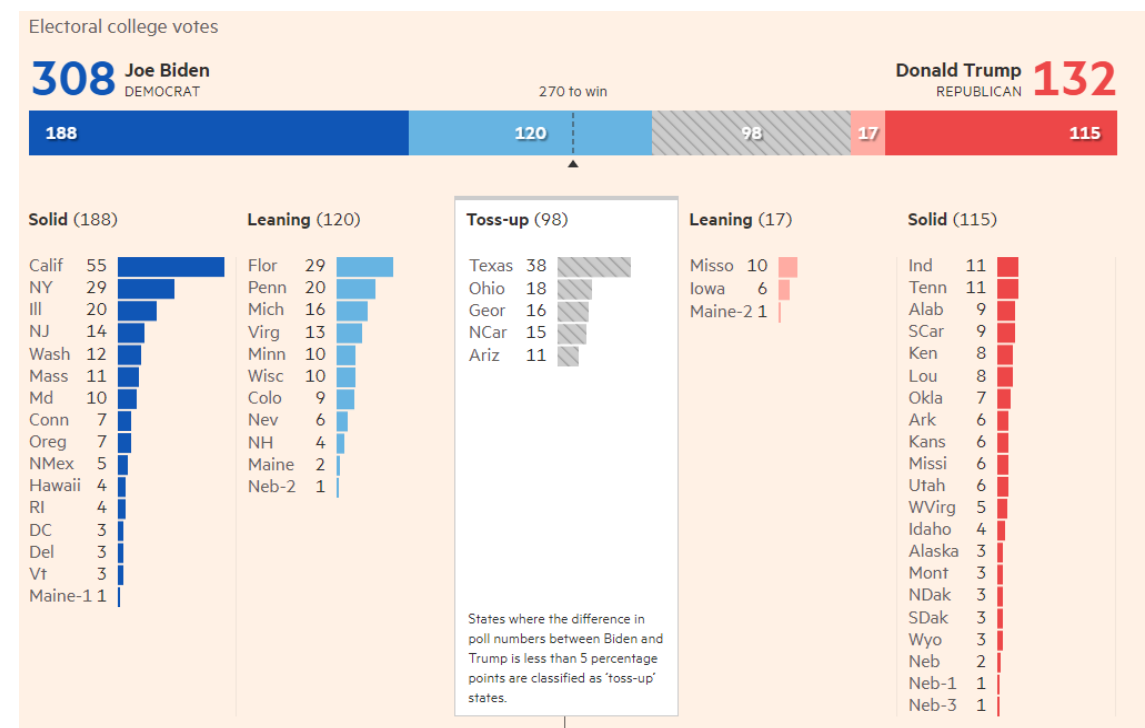 Electoral college votes
308 Joe Biden
DEMOCRAT
270 to win
Donald Trump 132
REPUBLICAN
188 120 98 17 115
Solid (188)
Calif 55
NY 29
Ill 20
NJ 14
Wash 12
Mass 11
Md 10
Conn 7
Oreg 7
NMex 5
Hawaii 4
RI 4
DC 3
Del 3
Vt 3
Maine-1 1
Leaning (120)
Flor 29
Penn 20
Mich 16
Virg 13
Minn 10
Wisc 10
Colo 9
Nev 6
NH 4
Maine 2
Neb-2 1
Toss-up (98)
Texas 38
Ohio 18
Geor 16
NCar 15
Ariz 11
States where the difference in
poll numbers between Biden and
Trump is less than 5 percentage
points are classified as ‘toss-up’
states.
Leaning (17)
Misso 10
Iowa 6
Maine-2 1
Solid (115)
Ind 11
Tenn 11
Alab 9
SCar 9
Ken 8
Lou 8
Okla 7
Ark 6
Kans 6
Missi 6
Utah 6
WVirg 5
Idaho 4
Alaska 3
Mont 3
NDak 3
SDak 3
Wyo 3
Neb 2
Neb-1 1
Neb-3 1